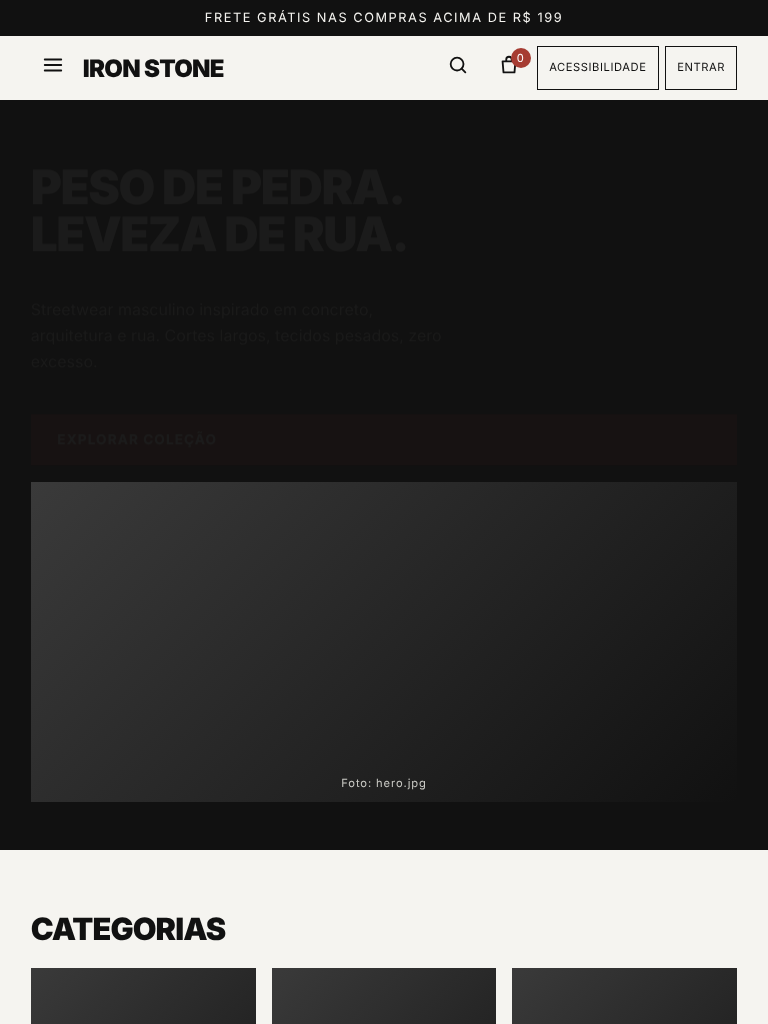 FRETE GRÁTIS NAS COMPRAS ACIMA DE R$ 199
IRON STONE
0
ACESSIBILIDADE
ENTRAR
PESO DE PEDRA.
LEVEZA DE RUA.
Streetwear masculino inspirado em concreto,
arquitetura e rua. Cortes largos, tecidos pesados, zero
excesso.
EXPLORAR COLEÇÃO
Foto: hero.jpg
CATEGORIAS